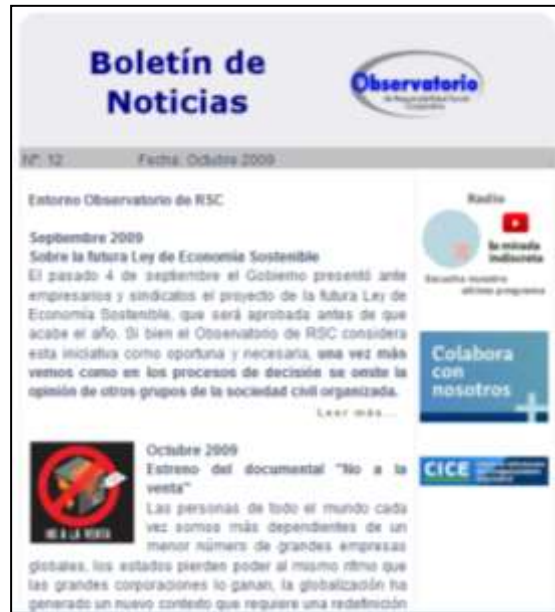 Boletín de
Noticias
Observatorio
de Responsabilidad Social
Corporativa
Nº: 12 Fecha: Octubre 2009
Entorno Observatorio de RSC
Septiembre 2009
Sobre la futura Ley de Economía Sostenible
El pasado 4 de septiembre el Gobierno presentó ante
empresarios y sindicatos el proyecto de la futura Ley de
Economía Sostenible, que será aprobada antes de que
acabe el año. Si bien el Observatorio de RSC considera
esta iniciativa como oportuna y necesaria, una vez más
vemos como en los procesos de decisión se omite la
opinión de otros grupos de la sociedad civil organizada.
Leer más...
NO A LA VENTA
Octubre 2009
Estreno del documental "No a la
venta"
Las personas de todo el mundo cada
vez somos más dependientes de un
menor número de grandes empresas
globales, los estados pierden poder al mismo ritmo que
las grandes corporaciones lo ganan, la globalización ha
generado un nuevo contexto que requiere una redefinición
Radio
la mirada
indiscreta
Escucha nuestro
último programa
Colabora
con
nosotros
CICE